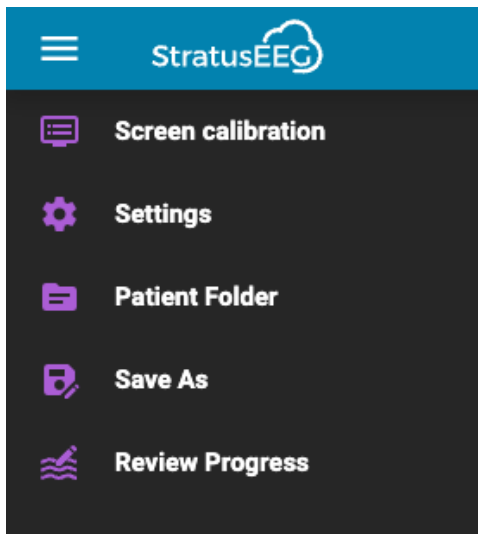 StratusEEG
Screen calibration
Settings
Patient Folder
Save As
Review Progress